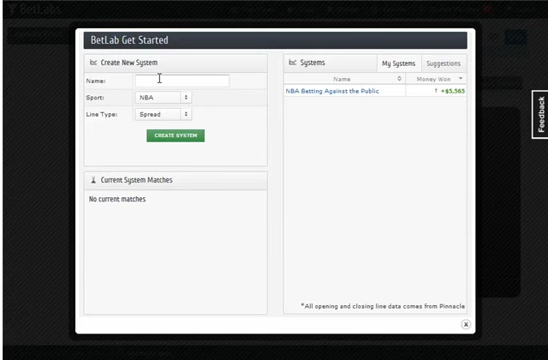 BetLabs
BetLab Get Started
Create New System
Name:
Sport:
NBA
Line Type:
Spread
CREATE SYSTEM
Current System Matches
No current matches
Systems
My Systems
Suggestions
Name
Money Won
NBA Betting Against the Public
+$5,565
*All opening and closing line data comes from Pinnacle
x
Feedback